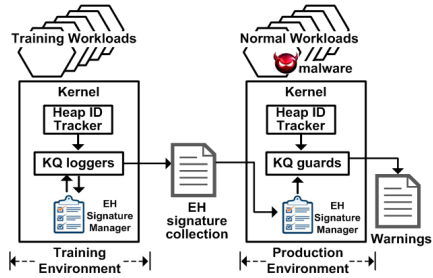 Training Workloads
Kernel
Heap ID
Tracker
KQ loggers
EH
Signature
Manager
Training
Environment
EH
signature
collection
Normal Workloads
malware
Kernel
Heap ID
Tracker
KQ guards
EH
Signature
Manager
Production
Environment
Warnings